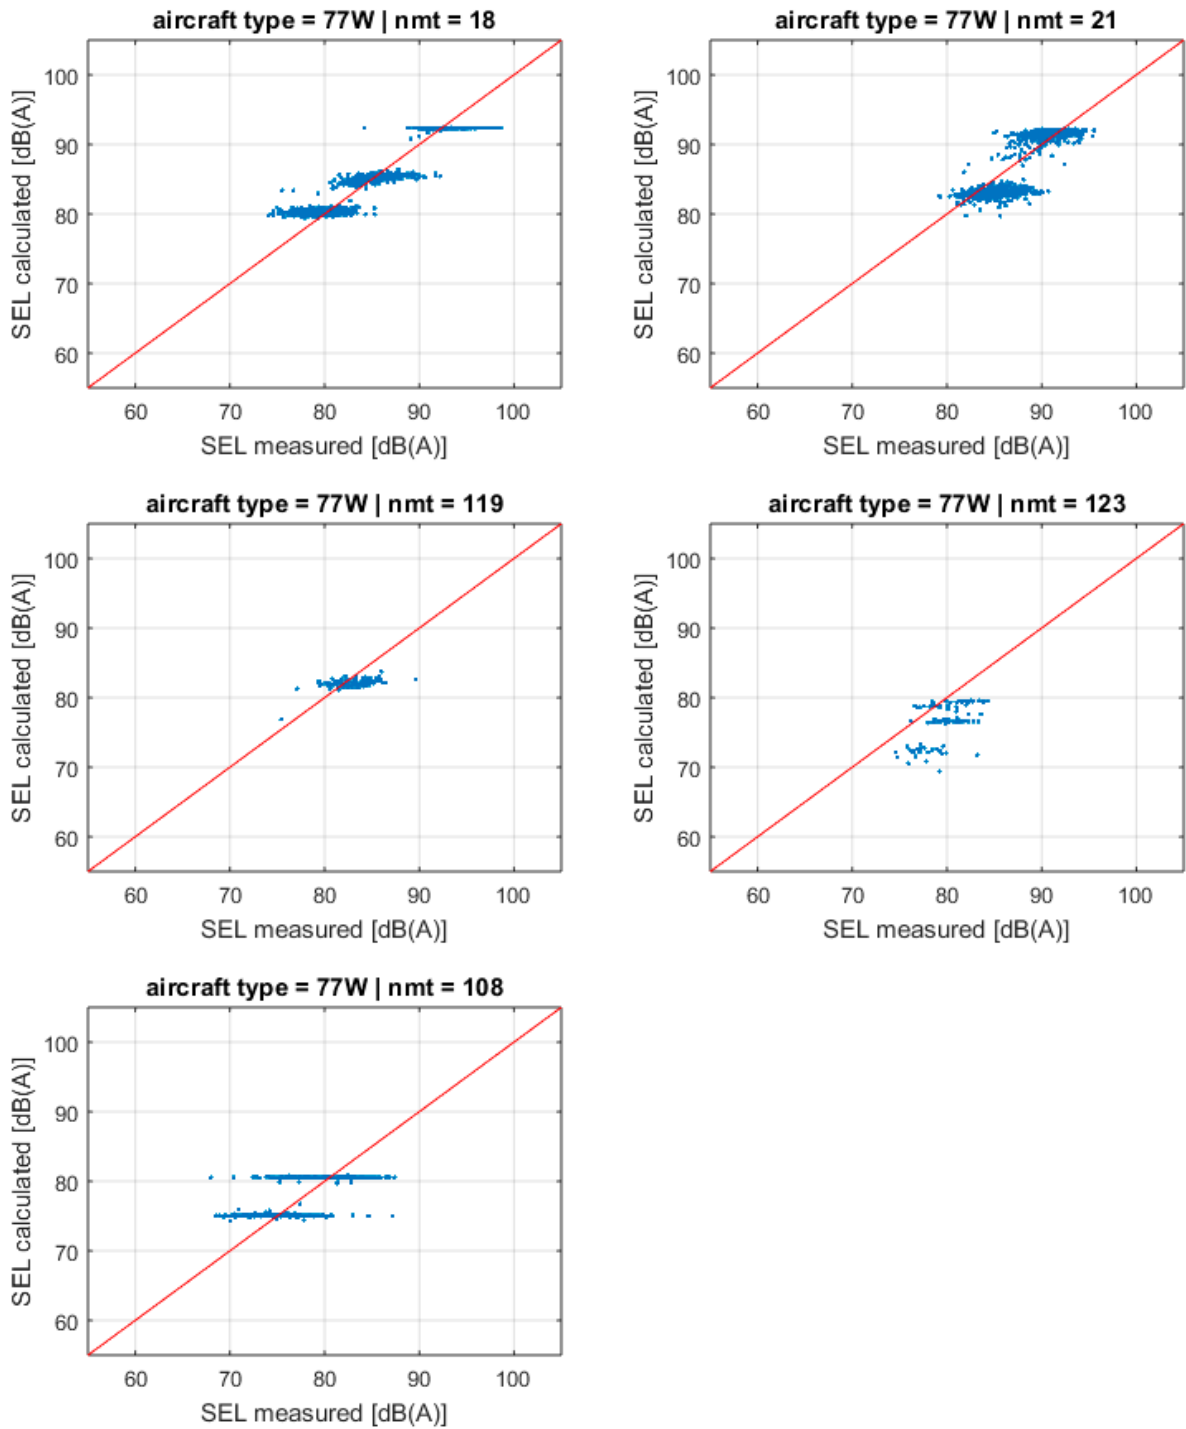 aircraft type = 77W | nmt = 18
SEL calculated [dB(A)]
100
90
80
70
60
60 70 80 90 100
SEL measured [dB(A)]
aircraft type = 77W | nmt = 21
SEL calculated [dB(A)]
100
90
80
70
60
60 70 80 90 100
SEL measured [dB(A)]
aircraft type = 77W | nmt = 119
SEL calculated [dB(A)]
100
90
80
70
60
60 70 80 90 100
SEL measured [dB(A)]
aircraft type = 77W | nmt = 123
SEL calculated [dB(A)]
100
90
80
70
60
60 70 80 90 100
SEL measured [dB(A)]
aircraft type = 77W | nmt = 108
SEL calculated [dB(A)]
100
90
80
70
60
60 70 80 90 100
SEL measured [dB(A)]